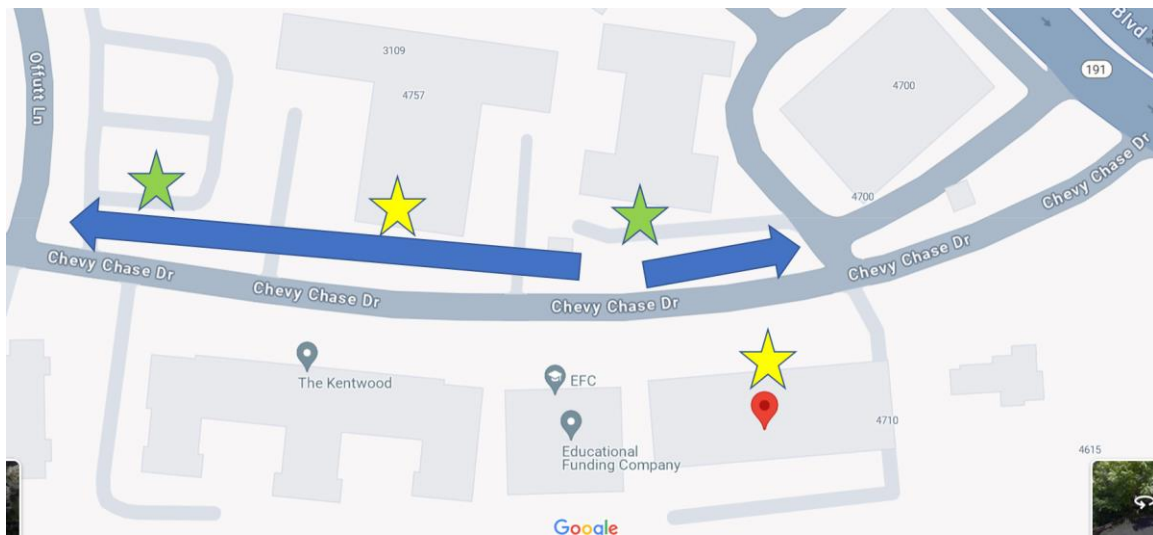 Blvd
191
Offutt Ln
3109
4757
4700
4700
Chevy Chase Dr
Chevy Chase Dr
Chevy Chase Dr
Chevy Chase Dr
Chevy Chase Dr
The Kentwood
EFC
Educational
Funding Company
4710
4615
Google